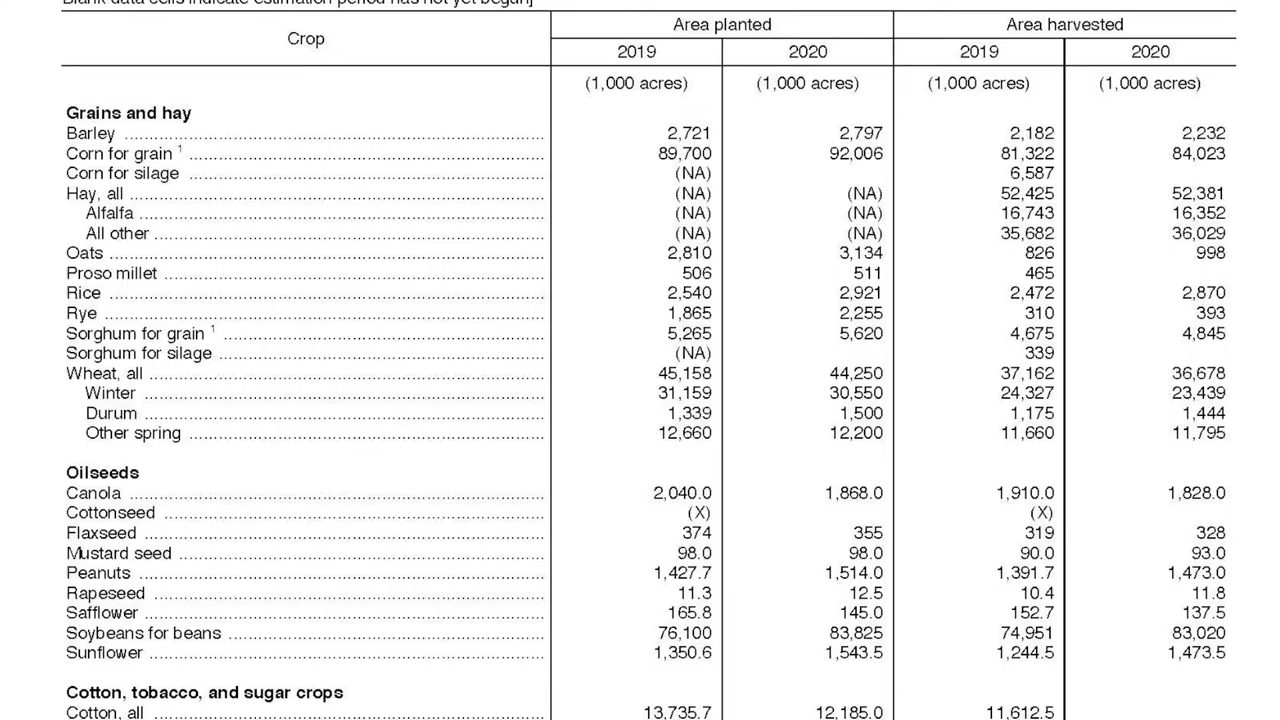 Blank data cells indicate estimation period has not yet begun]
Crop Area planted Area harvested
2019 2020 2019 2020
(1,000 acres) (1,000 acres) (1,000 acres) (1,000 acres)
Grains and hay
Barley 2,721 2,797 2,182 2,232
Corn for grain 1 89,700 92,006 81,322 84,023
Corn for silage (NA) 6,587
Hay, all (NA) (NA) 52,425 52,381
Alfalfa (NA) (NA) 16,743 16,352
All other (NA) (NA) 35,682 36,029
Oats 2,810 3,134 826 998
Proso millet 506 511 465
Rice 2,540 2,921 2,472 2,870
Rye 1,865 2,255 310 393
Sorghum for grain 1 5,265 5,620 4,675 4,845
Sorghum for silage (NA) 339
Wheat, all 45,158 44,250 37,162 36,678
Winter 31,159 30,550 24,327 23,439
Durum 1,339 1,500 1,175 1,444
Other spring 12,660 12,200 11,660 11,795
Oilseeds
Canola 2,040.0 1,868.0 1,910.0 1,828.0
Cottonseed (X) (X)
Flaxseed 374 355 319 328
Mustard seed 98.0 98.0 90.0 93.0
Peanuts 1,427.7 1,514.0 1,391.7 1,473.0
Rapeseed 11.3 12.5 10.4 11.8
Safflower 165.8 145.0 152.7 137.5
Soybeans for beans 76,100 83,825 74,951 83,020
Sunflower 1,350.6 1,543.5 1,244.5 1,473.5
Cotton, tobacco, and sugar crops
Cotton, all 13,735.7 12,185.0 11,612.5